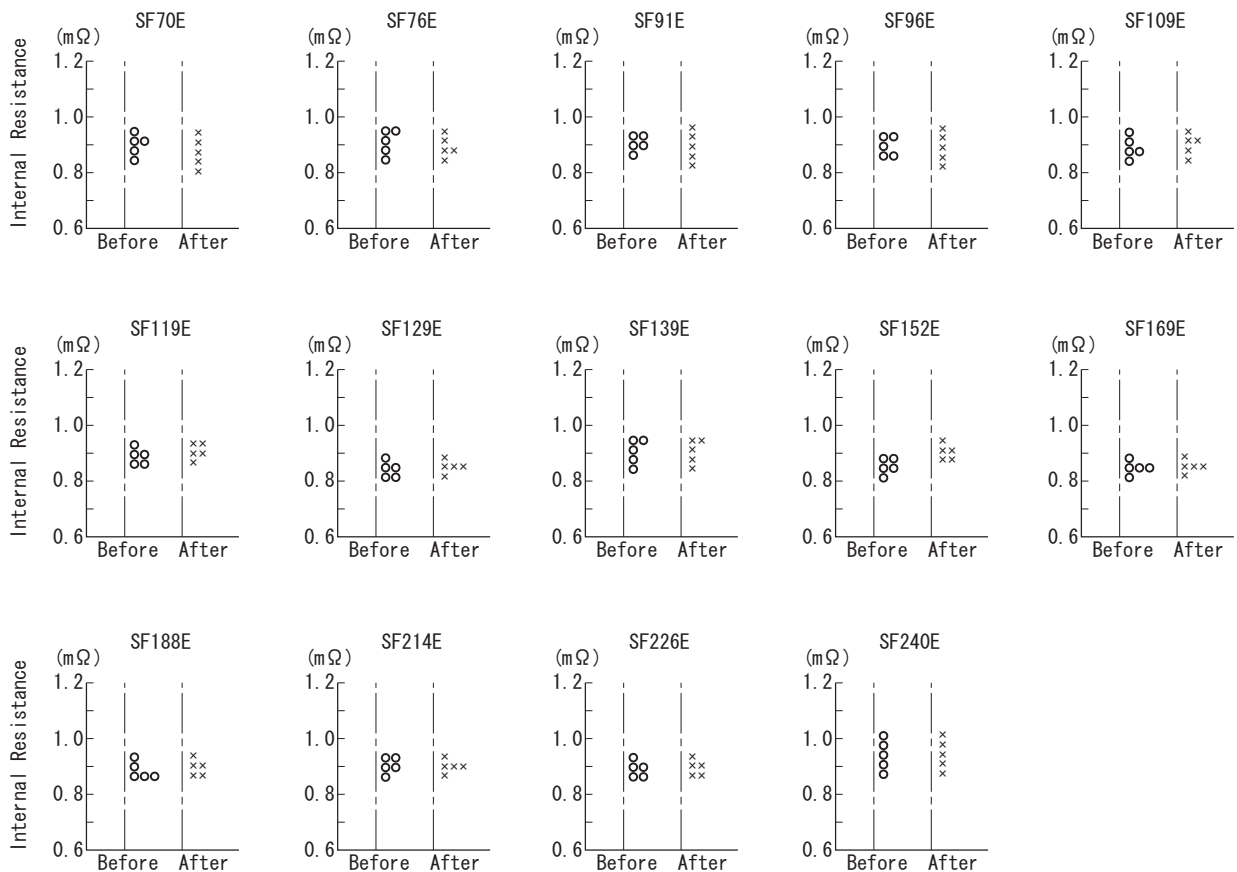 SF70E SF76E SF91E SF96E SF109E
(mΩ) (mΩ) (mΩ) (mΩ) (mΩ)
Internal Resistance
1.2 1.2 1.2 1.2 1.2
1.0 1.0 1.0 1.0 1.0
0.8 0.8 0.8 0.8 0.8
0.6 0.6 0.6 0.6 0.6
Before After Before After Before After Before After Before After
SF119E SF129E SF139E SF152E SF169E
(mΩ) (mΩ) (mΩ) (mΩ) (mΩ)
Internal Resistance
1.2 1.2 1.2 1.2 1.2
1.0 1.0 1.0 1.0 1.0
0.8 0.8 0.8 0.8 0.8
0.6 0.6 0.6 0.6 0.6
Before After Before After Before After Before After Before After
SF188E SF214E SF226E SF240E
(mΩ) (mΩ) (mΩ) (mΩ)
Internal Resistance
1.2 1.2 1.2 1.2
1.0 1.0 1.0 1.0
0.8 0.8 0.8 0.8
0.6 0.6 0.6 0.6
Before After Before After Before After Before After